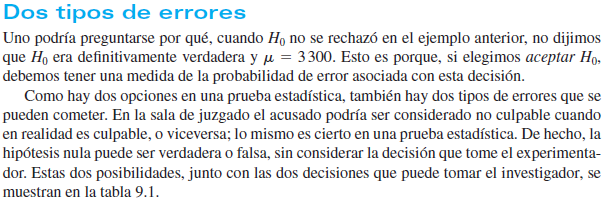 Dos tipos de errores
Uno podría preguntarse por qué, cuando H₀ no se rechazó en el ejemplo anterior, no dijimos
que H₀ era definitivamente verdadera y μ = 3 300. Esto es porque, si elegimos aceptar H₀,
debemos tener una medida de la probabilidad de error asociada con esta decisión.
Como hay dos opciones en una prueba estadística, también hay dos tipos de errores que se
pueden cometer. En la sala de juzgado el acusado podría ser considerado no culpable cuando
en realidad es culpable, o viceversa; lo mismo es cierto en una prueba estadística. De hecho, la
hipótesis nula puede ser verdadera o falsa, sin considerar la decisión que tome el experimenta-
dor. Estas dos posibilidades, junto con las dos decisiones que puede tomar el investigador, se
muestran en la tabla 9.1.